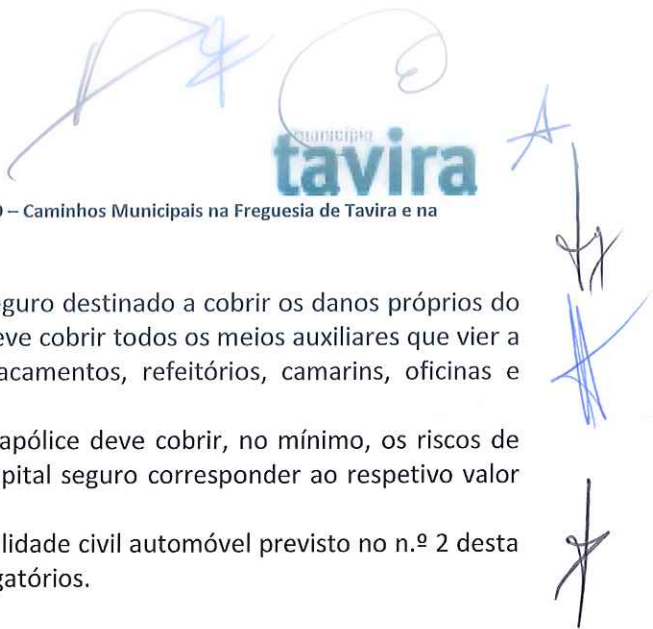 município
tavira
– Caminhos Municipais na Freguesia de Tavira e na
eguro destinado a cobrir os danos próprios do
eve cobrir todos os meios auxiliares que vier a
acamentos, refeitórios, camarins, oficinas e
apólice deve cobrir, no mínimo, os riscos de
pital seguro corresponder ao respetivo valor
lidade civil automóvel previsto no n.º 2 desta
gatórios.